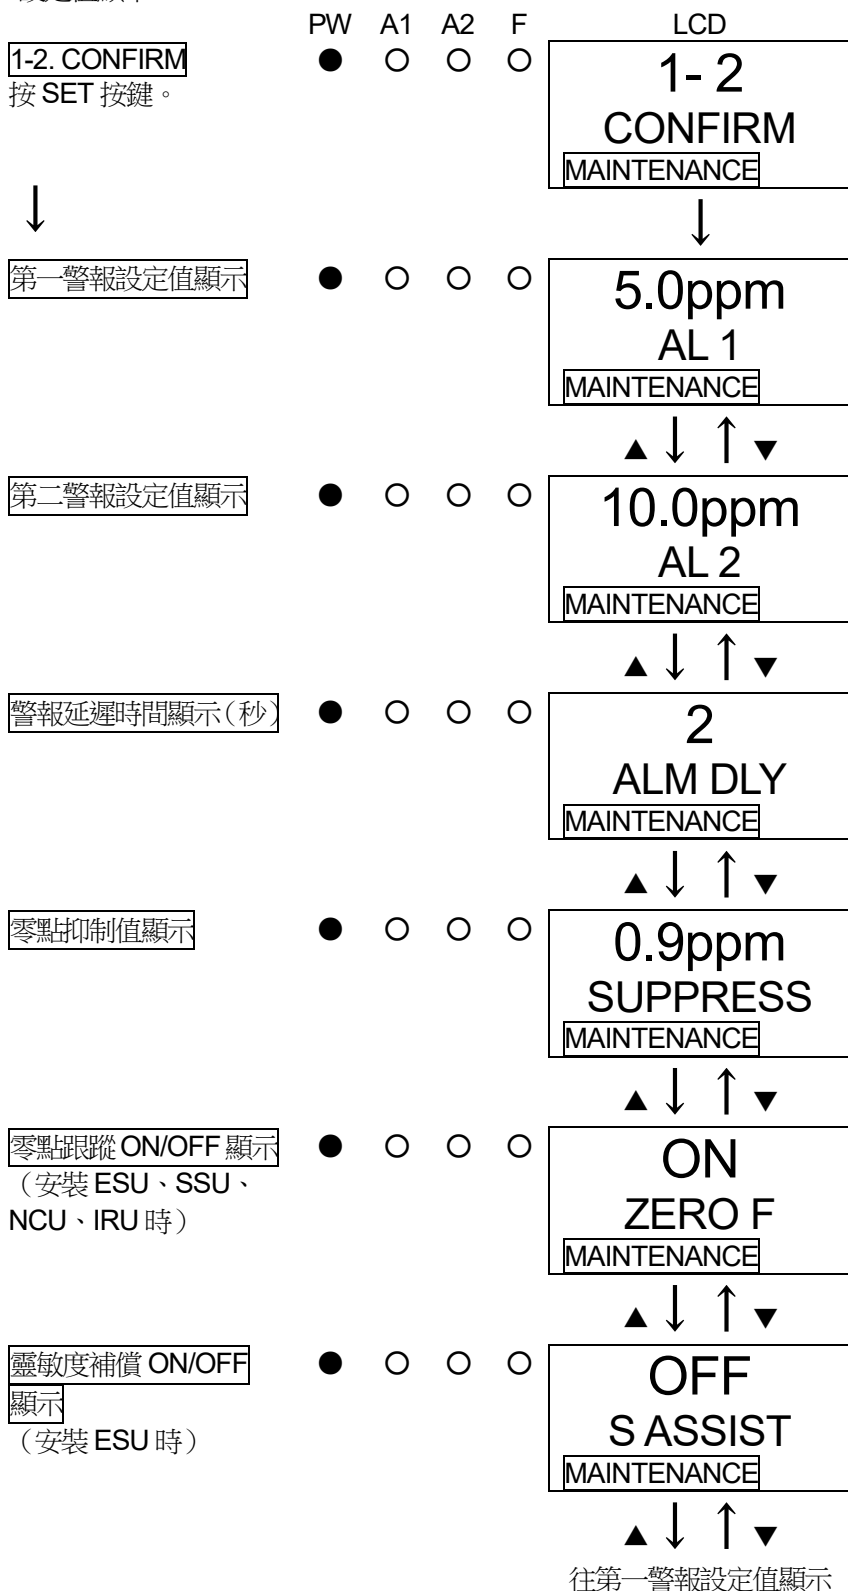 PW A1 A2 F LCD
1-2. CONFIRM ● ○ ○ ○ 1- 2
按 SET 按鍵。 CONFIRM
MAINTENANCE
↓ ↓
第一警報設定值顯示 ● ○ ○ ○ 5.0ppm
AL 1
MAINTENANCE
▲ ↓ ↑ ▼
第二警報設定值顯示 ● ○ ○ ○ 10.0ppm
AL 2
MAINTENANCE
▲ ↓ ↑ ▼
警報延遲時間顯示(秒) ● ○ ○ ○ 2
ALM DLY
MAINTENANCE
▲ ↓ ↑ ▼
零點抑制值顯示 ● ○ ○ ○ 0.9ppm
SUPPRESS
MAINTENANCE
▲ ↓ ↑ ▼
零點跟蹤 ON/OFF 顯示 ● ○ ○ ○ ON
(安裝 ESU、SSU、
NCU、IRU 時) ZERO F
MAINTENANCE
▲ ↓ ↑ ▼
靈敏度補償 ON/OFF ● ○ ○ ○ OFF
顯示
(安裝 ESU 時) S ASSIST
MAINTENANCE
▲ ↓ ↑ ▼
往第一警報設定值顯示